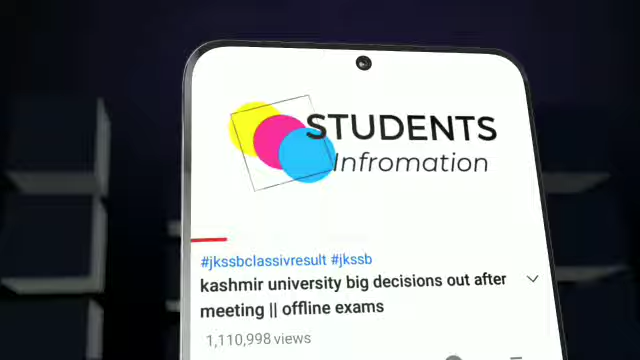 STUDENTS
Infromation
#jkssbclassivresult #jkssb
kashmir university big decisions out after
meeting || offline exams
1,110,998 views